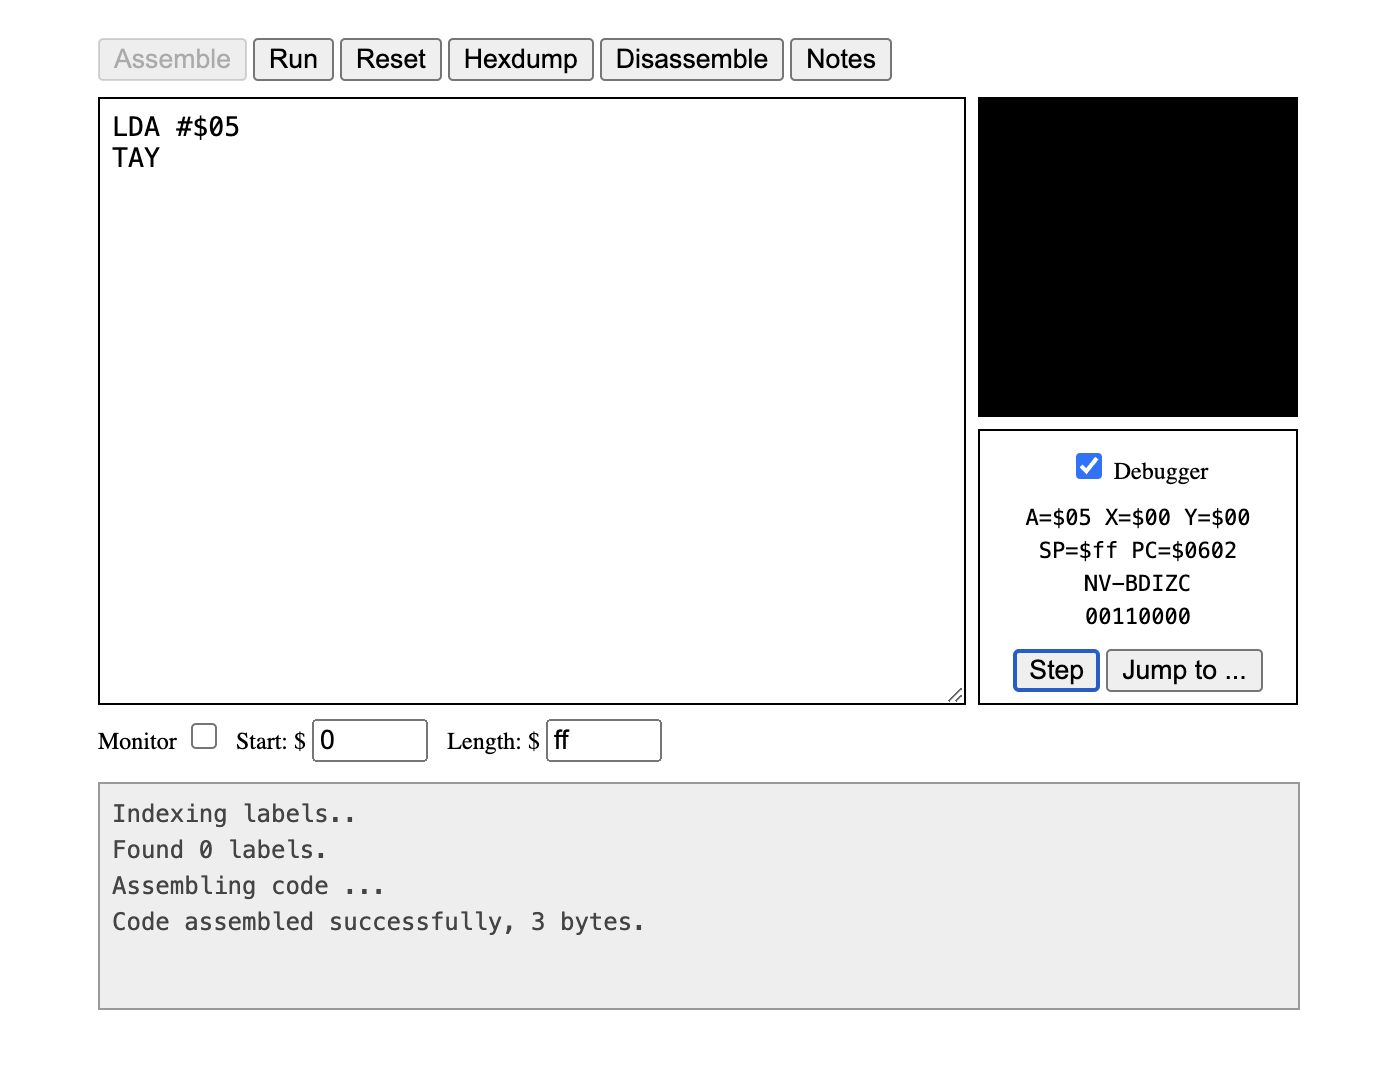 Assemble Run Reset Hexdump Disassemble Notes
LDA #$05
TAY
Debugger
A=$05 X=$00 Y=$00
SP=$ff PC=$0602
NV-BDIZC
00110000
Step Jump to ...
Monitor Start: $ 0 Length: $ ff
Indexing labels..
Found 0 labels.
Assembling code ...
Code assembled successfully, 3 bytes.